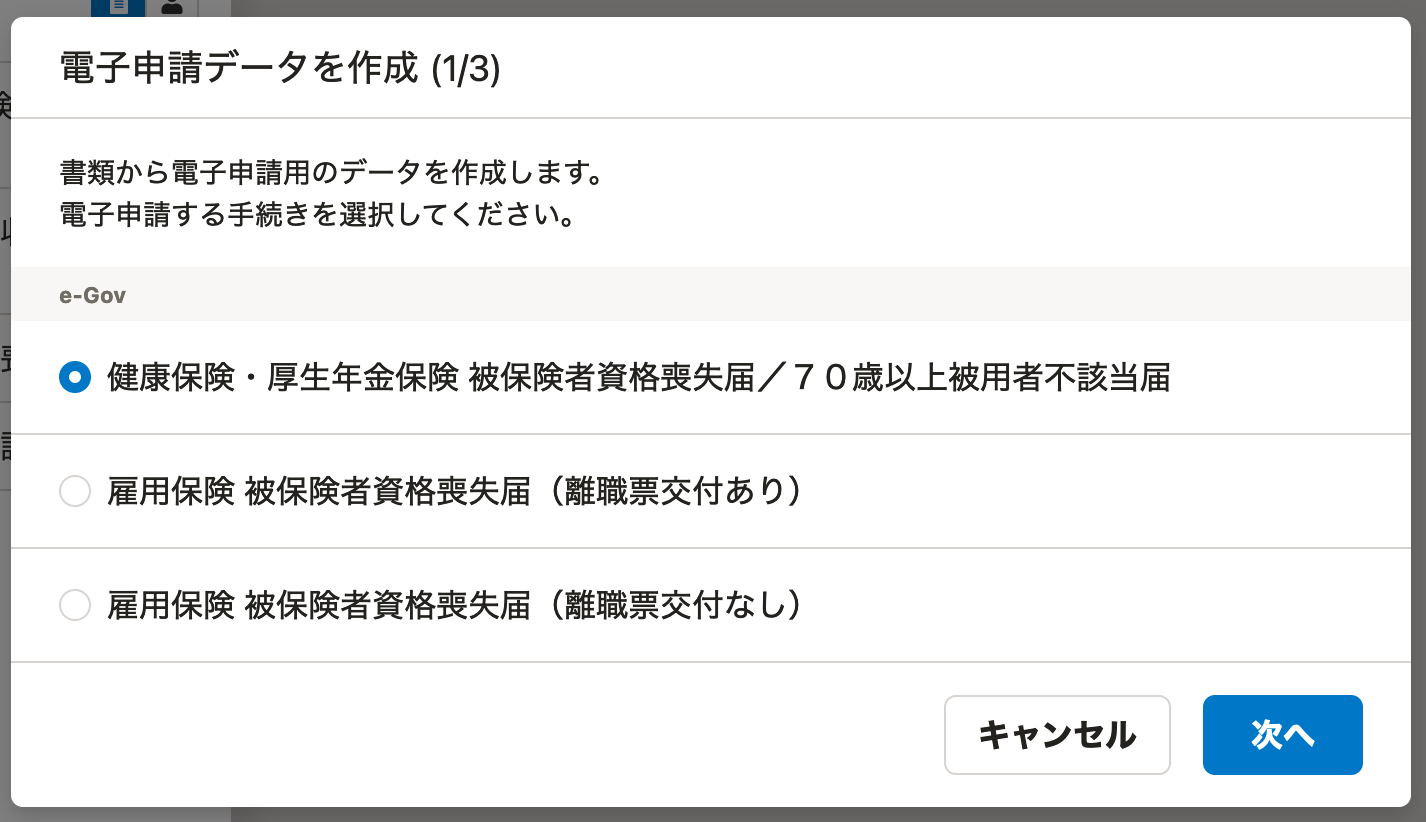 電子申請データを作成 (1/3)
書類から電子申請用のデータを作成します。
電子申請する手続きを選択してください。
e-Gov
健康保険・厚生年金保険 被保険者資格喪失届／７０歳以上被用者不該当届
雇用保険 被保険者資格喪失届（離職票交付あり）
雇用保険 被保険者資格喪失届（離職票交付なし）
キャンセル
次へ